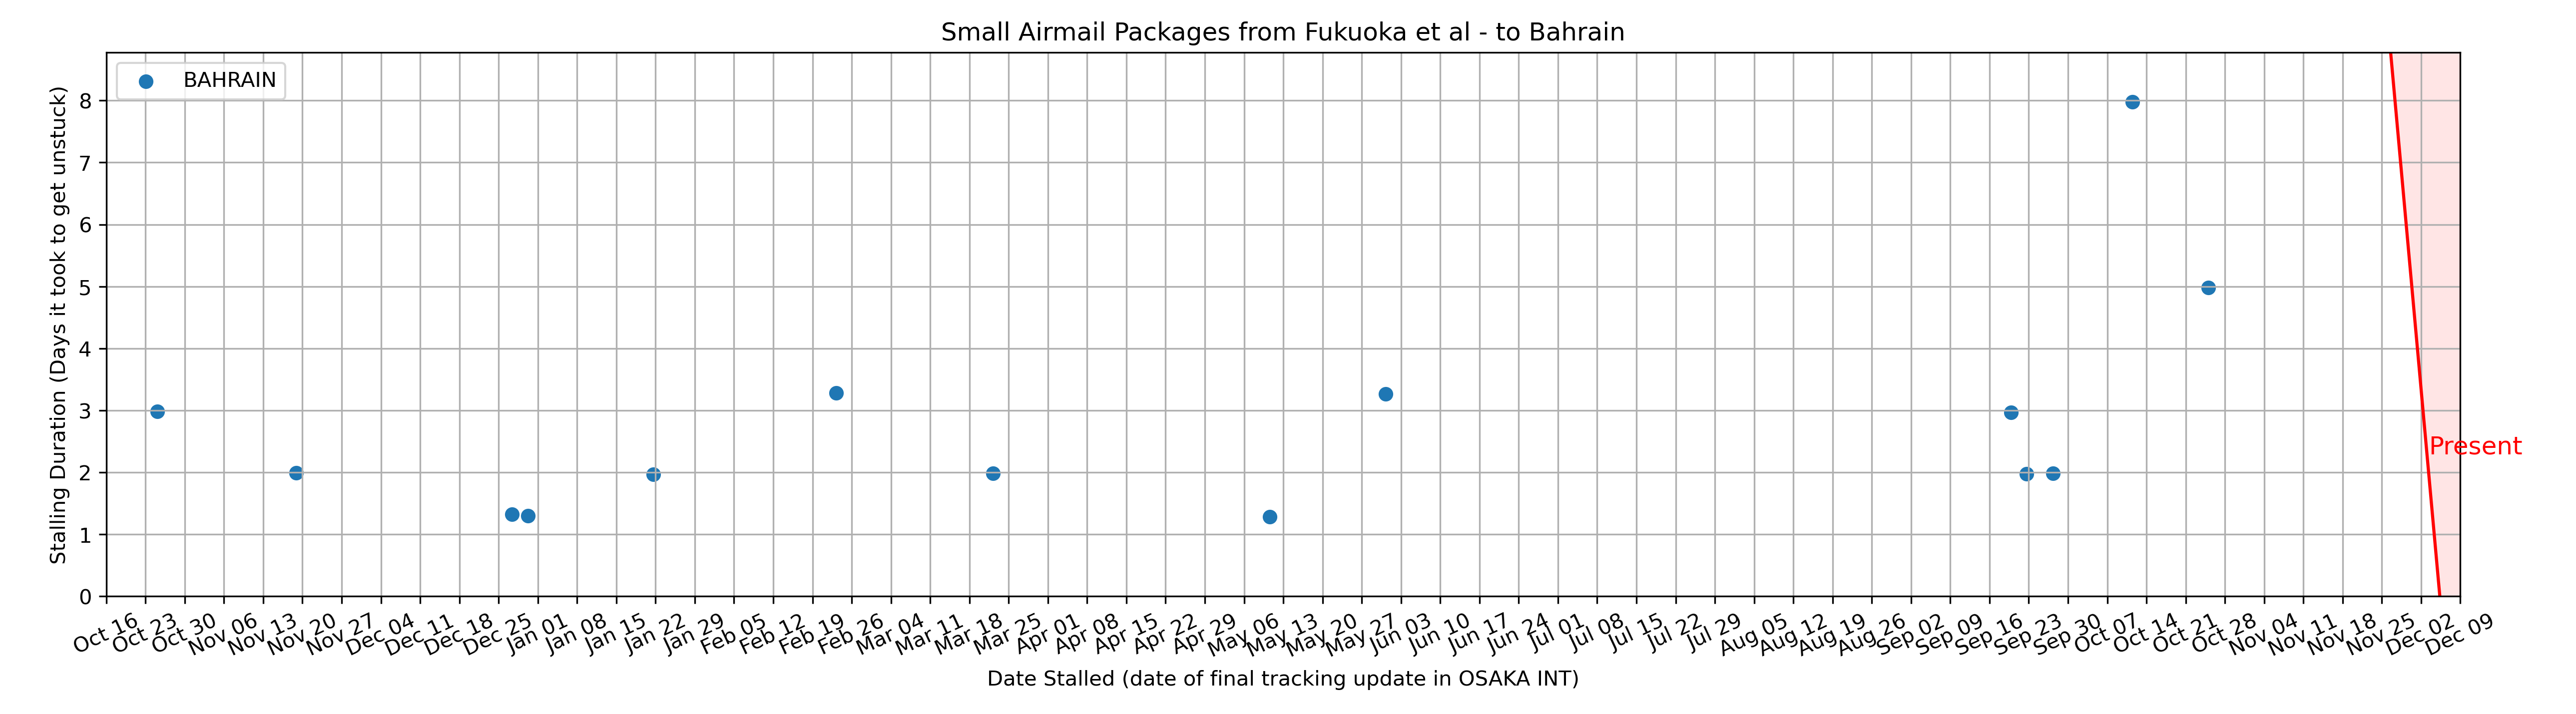 Small Airmail Packages from Fukuoka et al - to Bahrain
BAHRAIN
Stalling Duration (Days it took to get unstuck)
8
7
6
5
4
3
2
1
0
Present
Oct 16
Oct 23
Oct 30
Nov 06
Nov 13
Nov 20
Nov 27
Dec 04
Dec 11
Dec 18
Dec 25
Jan 01
Jan 08
Jan 15
Jan 22
Jan 29
Feb 05
Feb 12
Feb 19
Feb 26
Mar 04
Mar 11
Mar 18
Mar 25
Apr 01
Apr 08
Apr 15
Apr 22
Apr 29
May 06
May 13
May 20
May 27
Jun 03
Jun 10
Jun 17
Jun 24
Jul 01
Jul 08
Jul 15
Jul 22
Jul 29
Aug 05
Aug 12
Aug 19
Aug 26
Sep 02
Sep 09
Sep 16
Sep 23
Sep 30
Oct 07
Oct 14
Oct 21
Oct 28
Nov 04
Nov 11
Nov 18
Nov 25
Dec 02
Dec 09
Date Stalled (date of final tracking update in OSAKA INT)